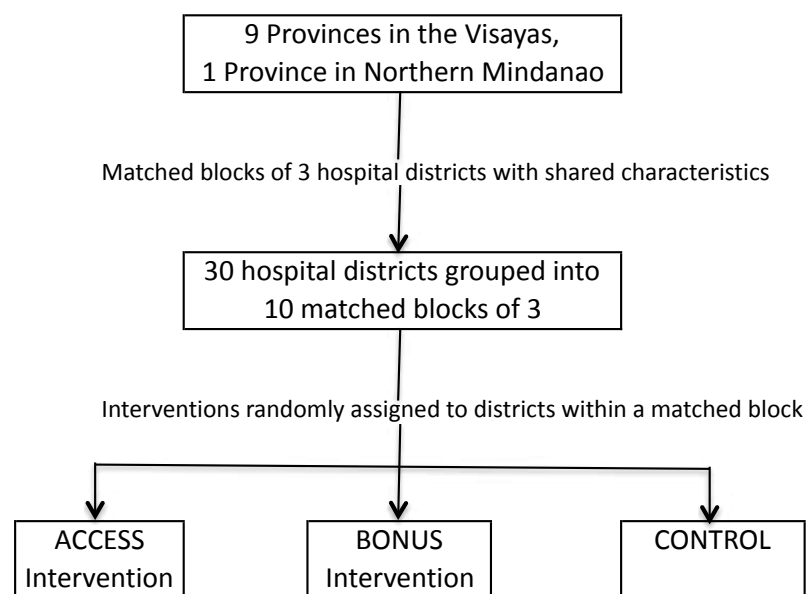 9 Provinces in the Visayas,
1 Province in Northern Mindanao
Matched blocks of 3 hospital districts with shared characteristics
30 hospital districts grouped into
10 matched blocks of 3
Interventions randomly assigned to districts within a matched block
ACCESS
Intervention
BONUS
Intervention
CONTROL